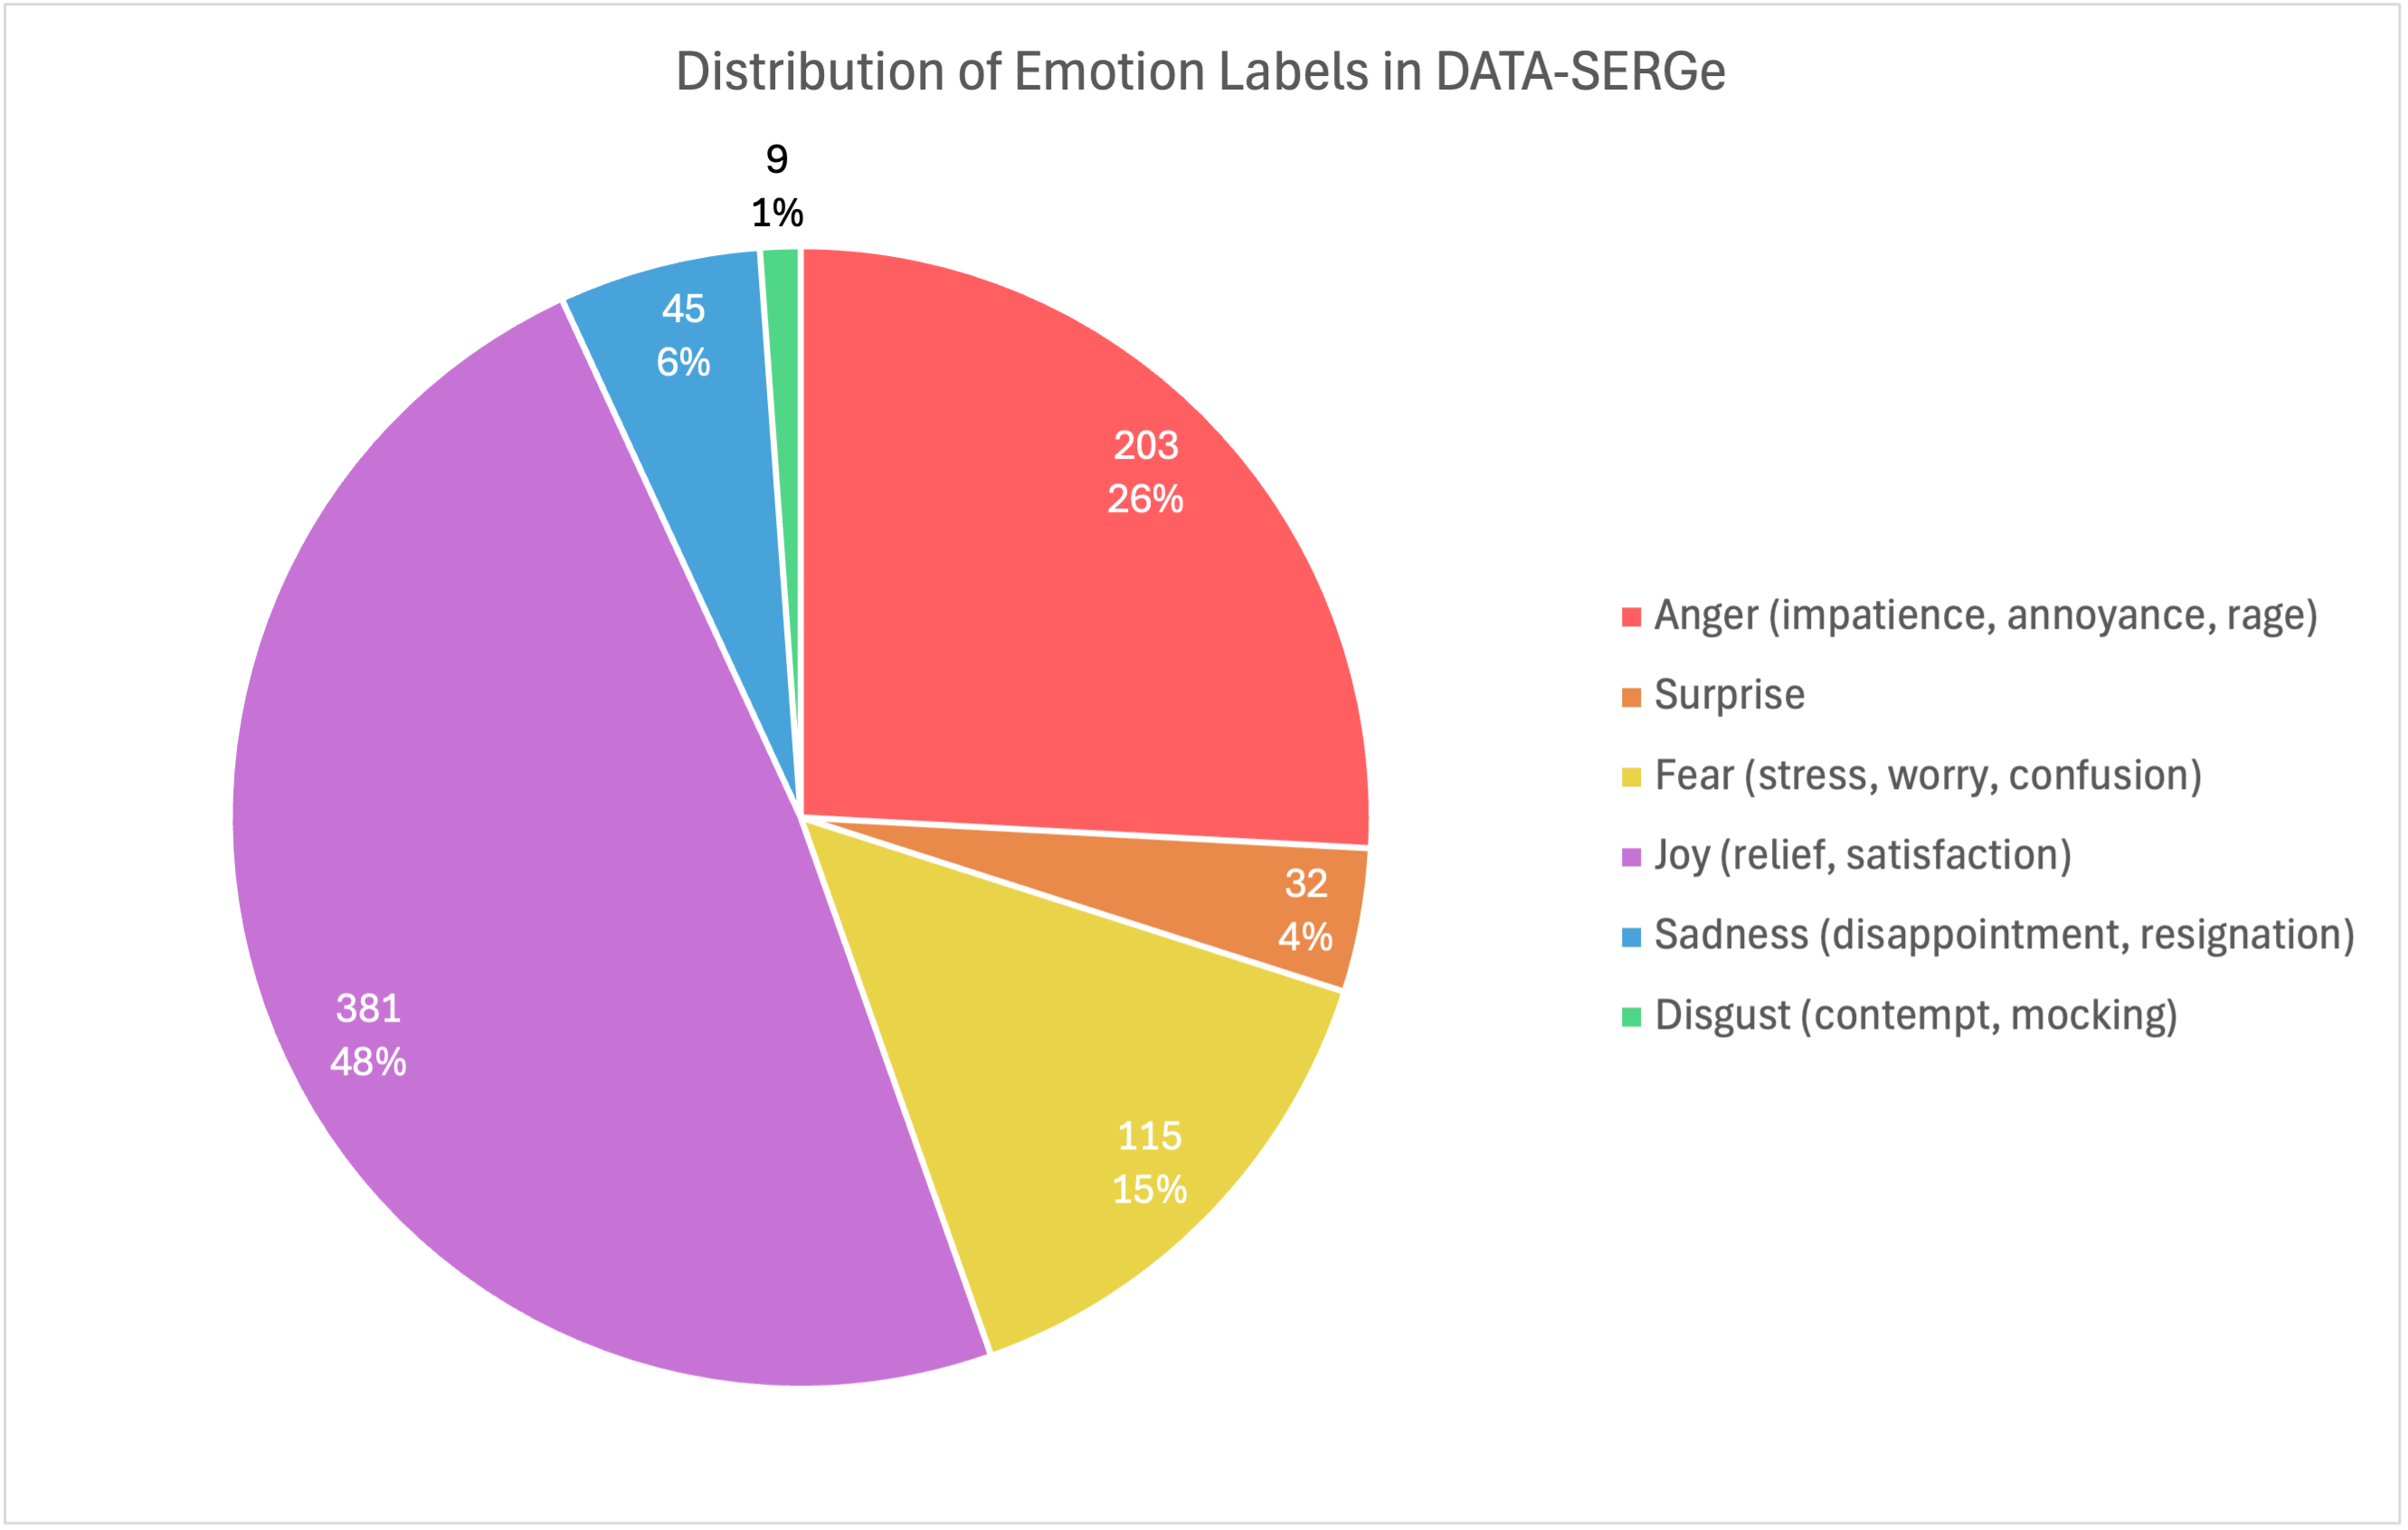 Distribution of Emotion Labels in DATA-SERGe
9
1%
45
6%
203
26%
32
4%
381
48%
115
15%
Anger (impatience, annoyance, rage)
Surprise
Fear (stress, worry, confusion)
Joy (relief, satisfaction)
Sadness (disappointment, resignation)
Disgust (contempt, mocking)